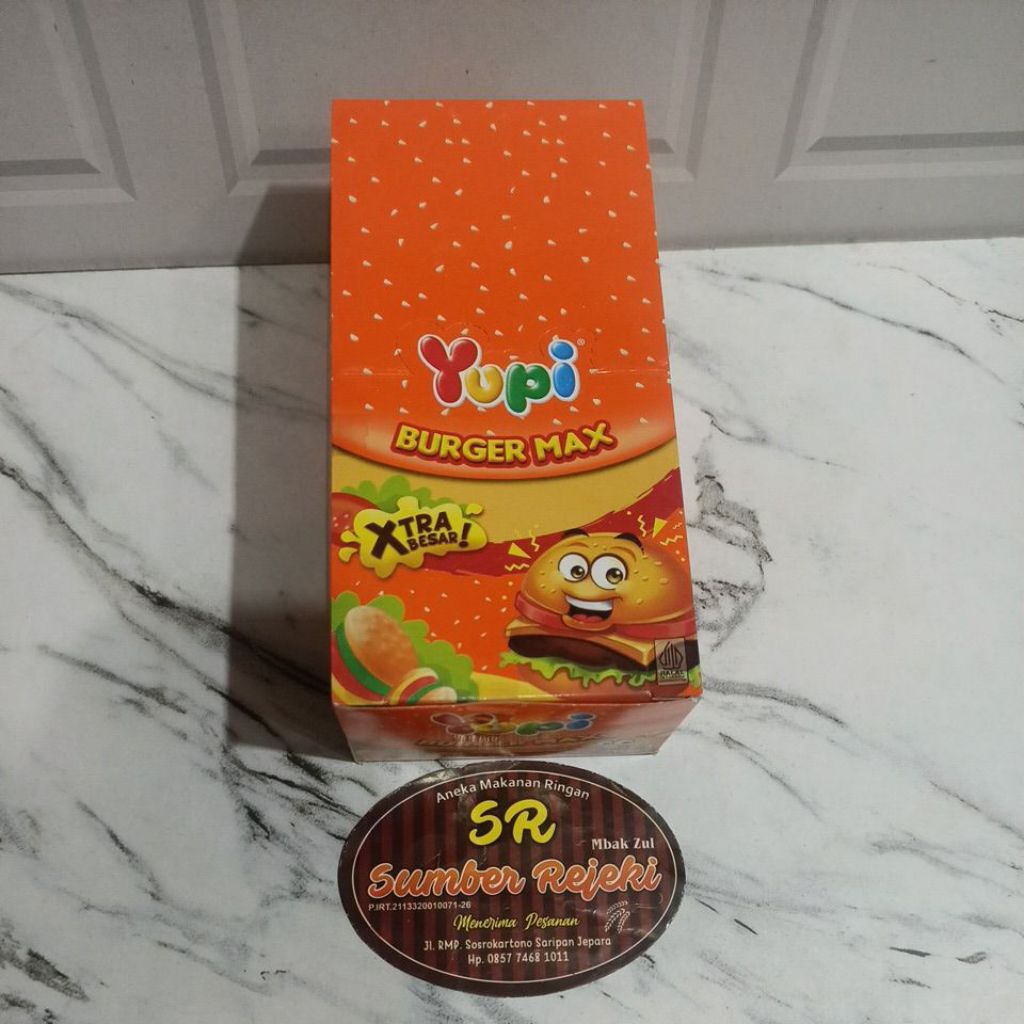 Yupi®
BURGER MAX
XTRA
BESAR!
Yupi
Aneka Makanan Ringan
SR
Mbak Zul
Sumber Rejeki
P.IRT.2113320010071-26
Menerima Pesanan
Jl. RMP. Sosrokartono Saripan Jepara
Hp. 0857 7468 1011